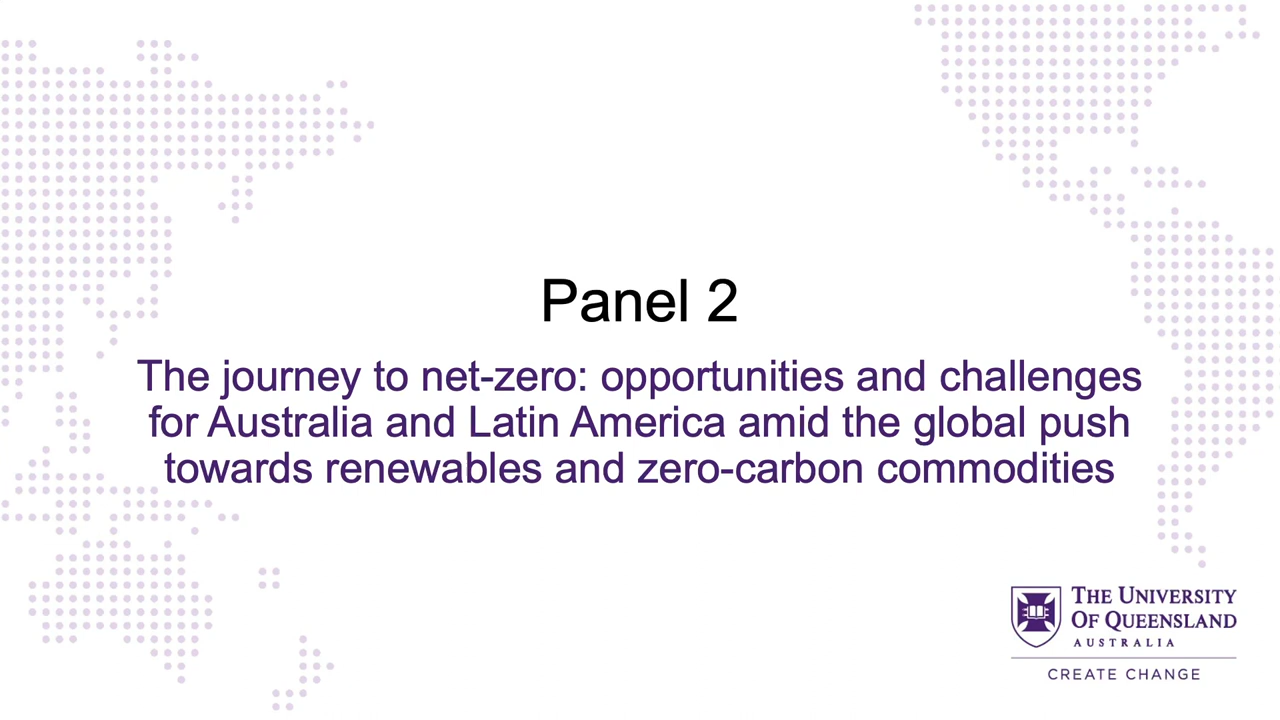 Panel 2
The journey to net-zero: opportunities and challenges
for Australia and Latin America amid the global push
towards renewables and zero-carbon commodities
THE UNIVERSITY
OF QUEENSLAND
AUSTRALIA
CREATE CHANGE